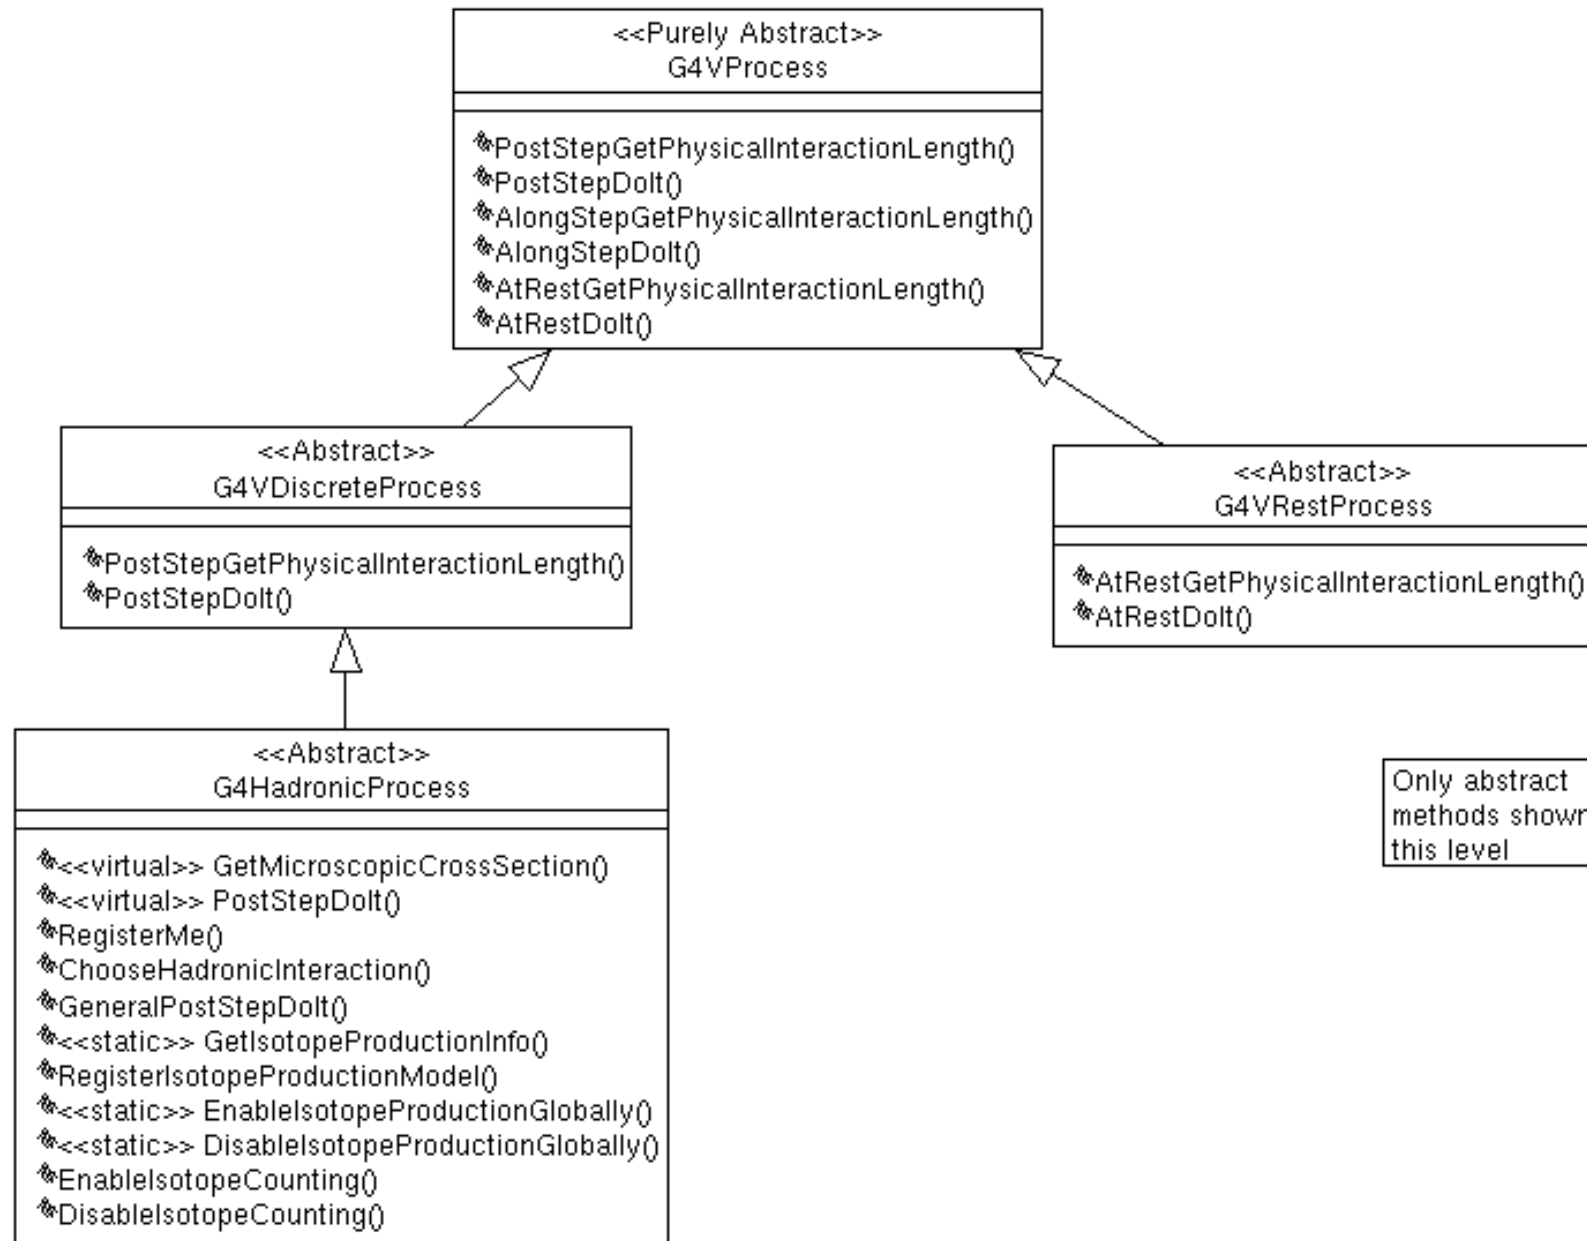 <<Purely Abstract>>
G4VProcess
PostStepGetPhysicalInteractionLength()
PostStepDoIt()
AlongStepGetPhysicalInteractionLength()
AlongStepDoIt()
AtRestGetPhysicalInteractionLength()
AtRestDoIt()
<<Abstract>>
G4VDiscreteProcess
PostStepGetPhysicalInteractionLength()
PostStepDoIt()
<<Abstract>>
G4VRestProcess
AtRestGetPhysicalInteractionLength()
AtRestDoIt()
<<Abstract>>
G4HadronicProcess
<<virtual>> GetMicroscopicCrossSection()
<<virtual>> PostStepDoIt()
RegisterMe()
ChooseHadronicInteraction()
GeneralPostStepDoIt()
<<static>> GetIsotopeProductionInfo()
RegisterIsotopeProductionModel()
<<static>> EnableIsotopeProductionGlobally()
<<static>> DisableIsotopeProductionGlobally()
EnableIsotopeCounting()
DisableIsotopeCounting()
Only abstract
methods shown
this level